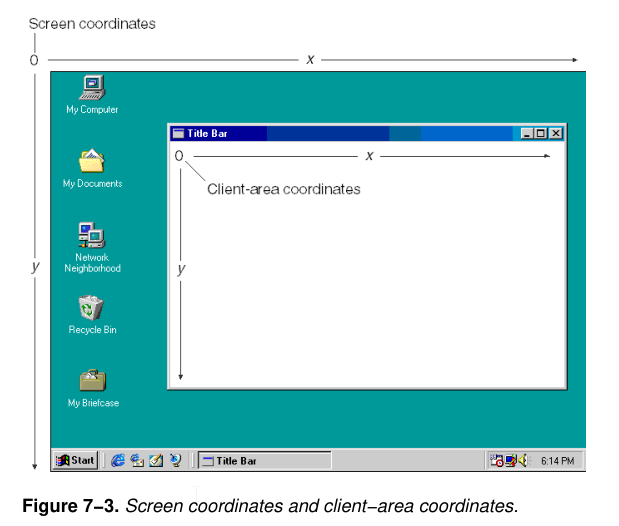 Screen coordinates
0
x
My Computer
Title Bar
0
x
My Documents
Client-area coordinates
Network
Neighborhood
y
y
Recycle Bin
My Briefcase
Start
Title Bar
6:14 PM
Figure 7−3. Screen coordinates and client−area coordinates.